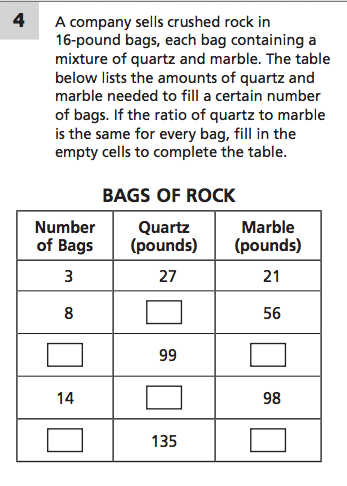 4
A company sells crushed rock in
16-pound bags, each bag containing a
mixture of quartz and marble. The table
below lists the amounts of quartz and
marble needed to fill a certain number
of bags. If the ratio of quartz to marble
is the same for every bag, fill in the
empty cells to complete the table.
BAGS OF ROCK
Number of Bags Quartz (pounds) Marble (pounds)
3 27 21
8 56
99
14 98
135